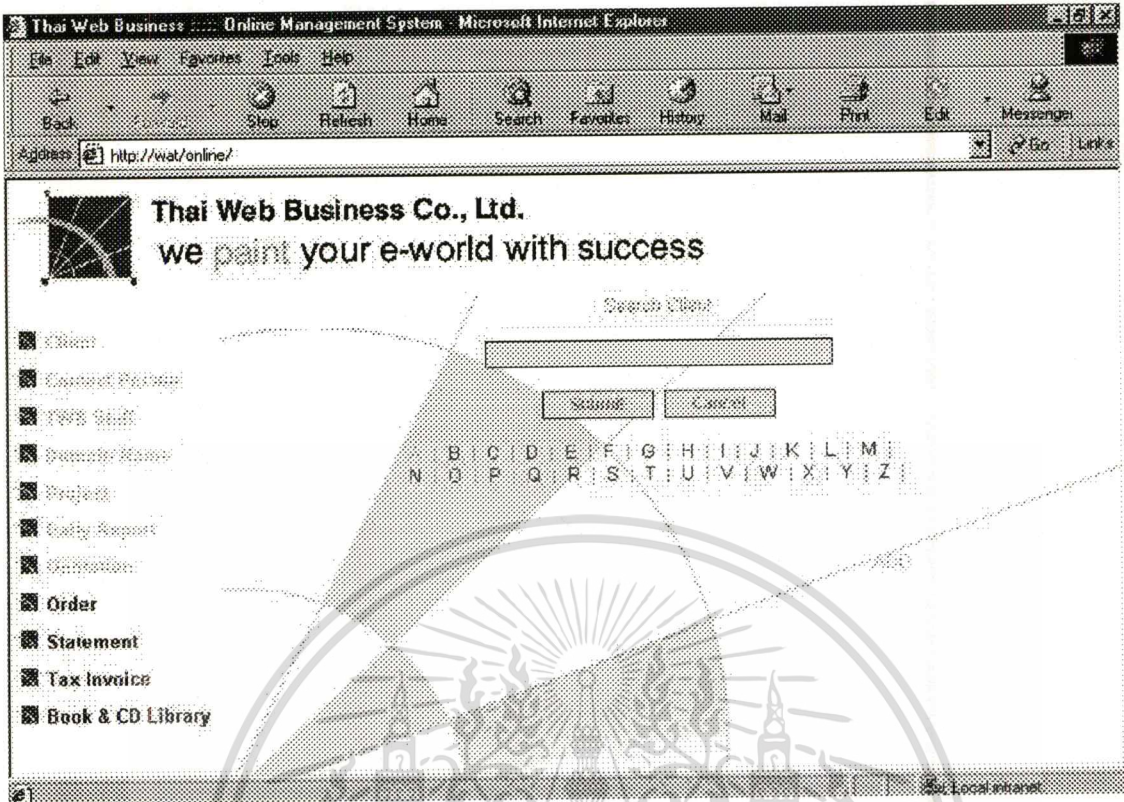 Thai Web Business ::::: Online Management System - Microsoft Internet Explorer
File Edit View Favorites Tools Help
Back Forward Stop Refresh Home Search Favorites History Mail Print Edit Messenger
Address http://wat/online/ Go Links
Thai Web Business Co., Ltd.
we paint your e-world with success
Search Client
Client
Contact Person
Submit Cancel
TWB Staff
Domain Name
A B C D E F G H I J K L M
N O P Q R S T U V W X Y Z
Project
Daily Report
Quotation
ADD
Order
Statement
Tax Invoice
Book & CD Library
Local intranet